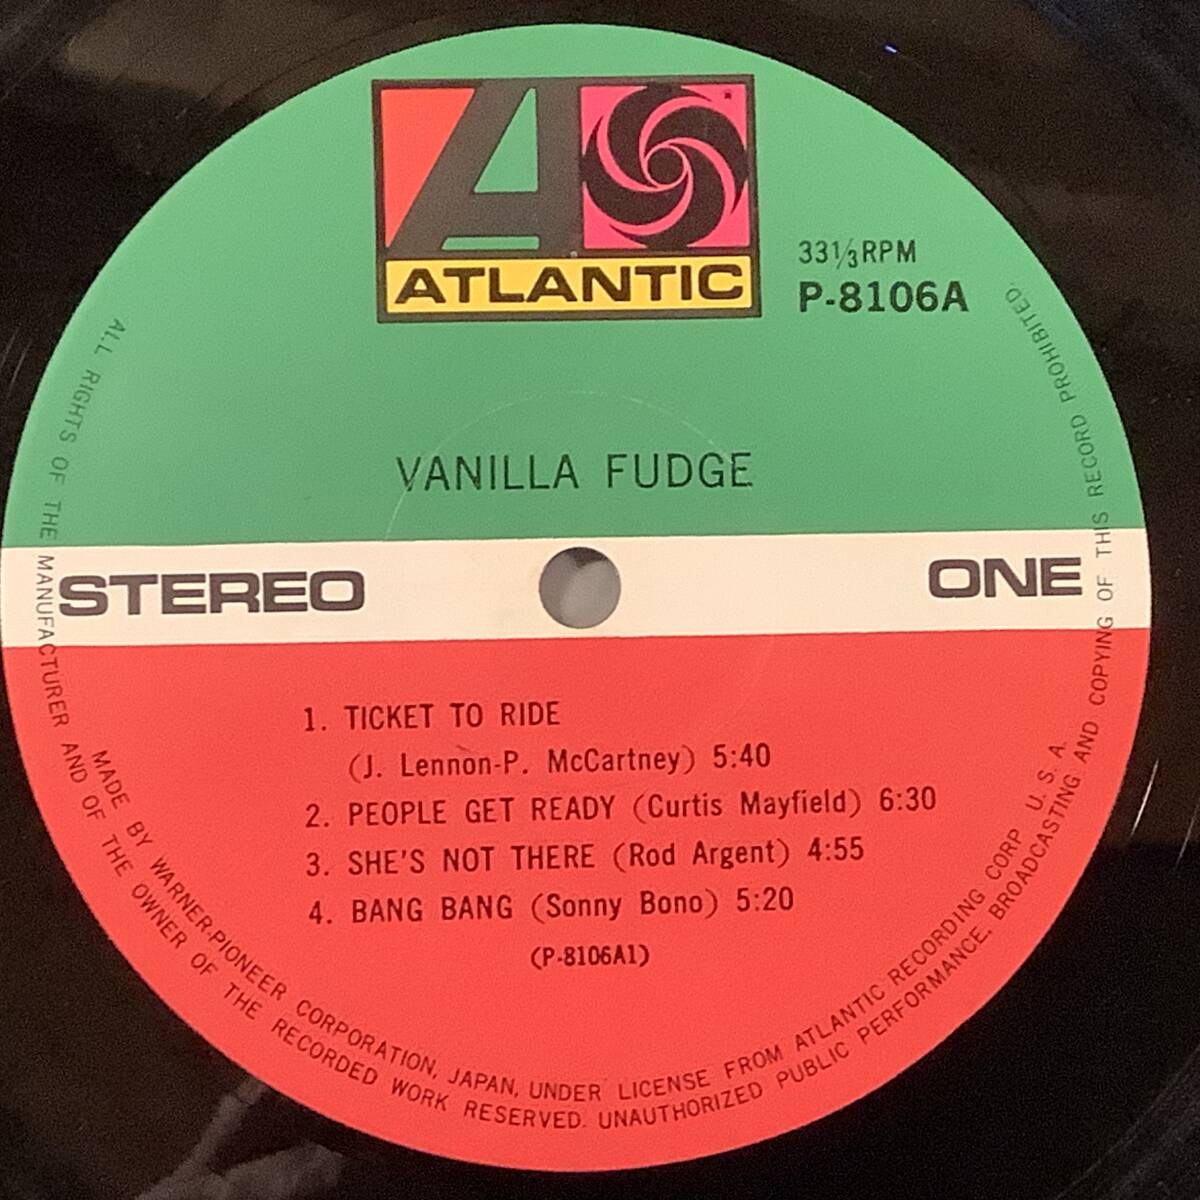 ATLANTIC
33⅓ RPM
P-8106A
VANILLA FUDGE
STEREO
ONE
1. TICKET TO RIDE
(J. Lennon-P. McCartney) 5:40
2. PEOPLE GET READY (Curtis Mayfield) 6:30
3. SHE'S NOT THERE (Rod Argent) 4:55
4. BANG BANG (Sonny Bono) 5:20
(P-8106A1)
MADE BY WARNER-PIONEER CORPORATION, JAPAN, UNDER LICENSE FROM ATLANTIC RECORDING CORP. U. S. A.
ALL RIGHTS OF THE MANUFACTURER AND OF THE OWNER OF THE RECORDED WORK RESERVED. UNAUTHORIZED PUBLIC PERFORMANCE, BROADCASTING AND COPYING OF THIS RECORD PROHIBITED.